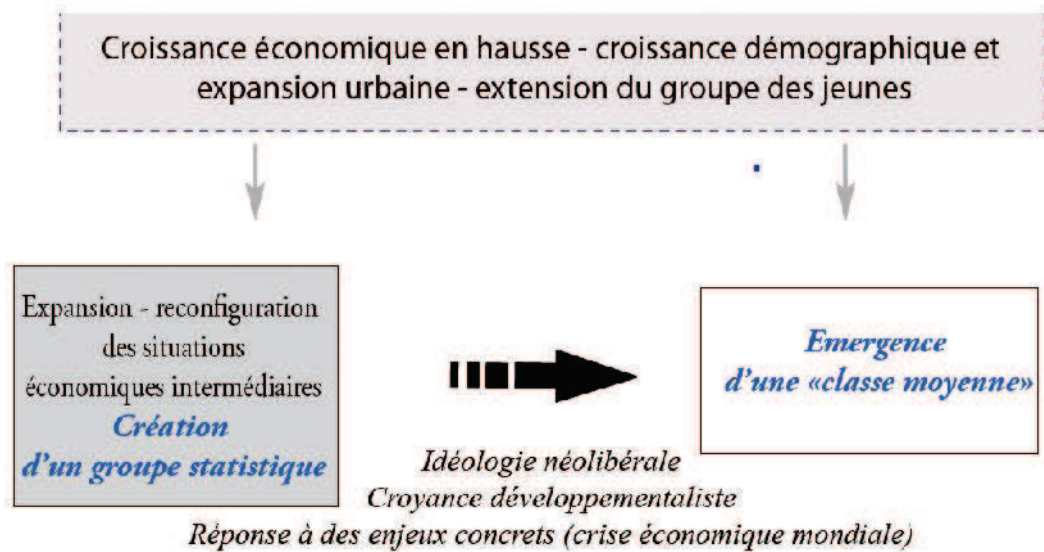 Croissance économique en hausse - croissance démographique et
expansion urbaine - extension du groupe des jeunes
Expansion - reconfiguration
des situations
économiques intermédiaires
Création
d'un groupe statistique
Emergence
d'une «classe moyenne»
Idéologie néolibérale
Croyance développementaliste
Réponse à des enjeux concrets (crise économique mondiale)